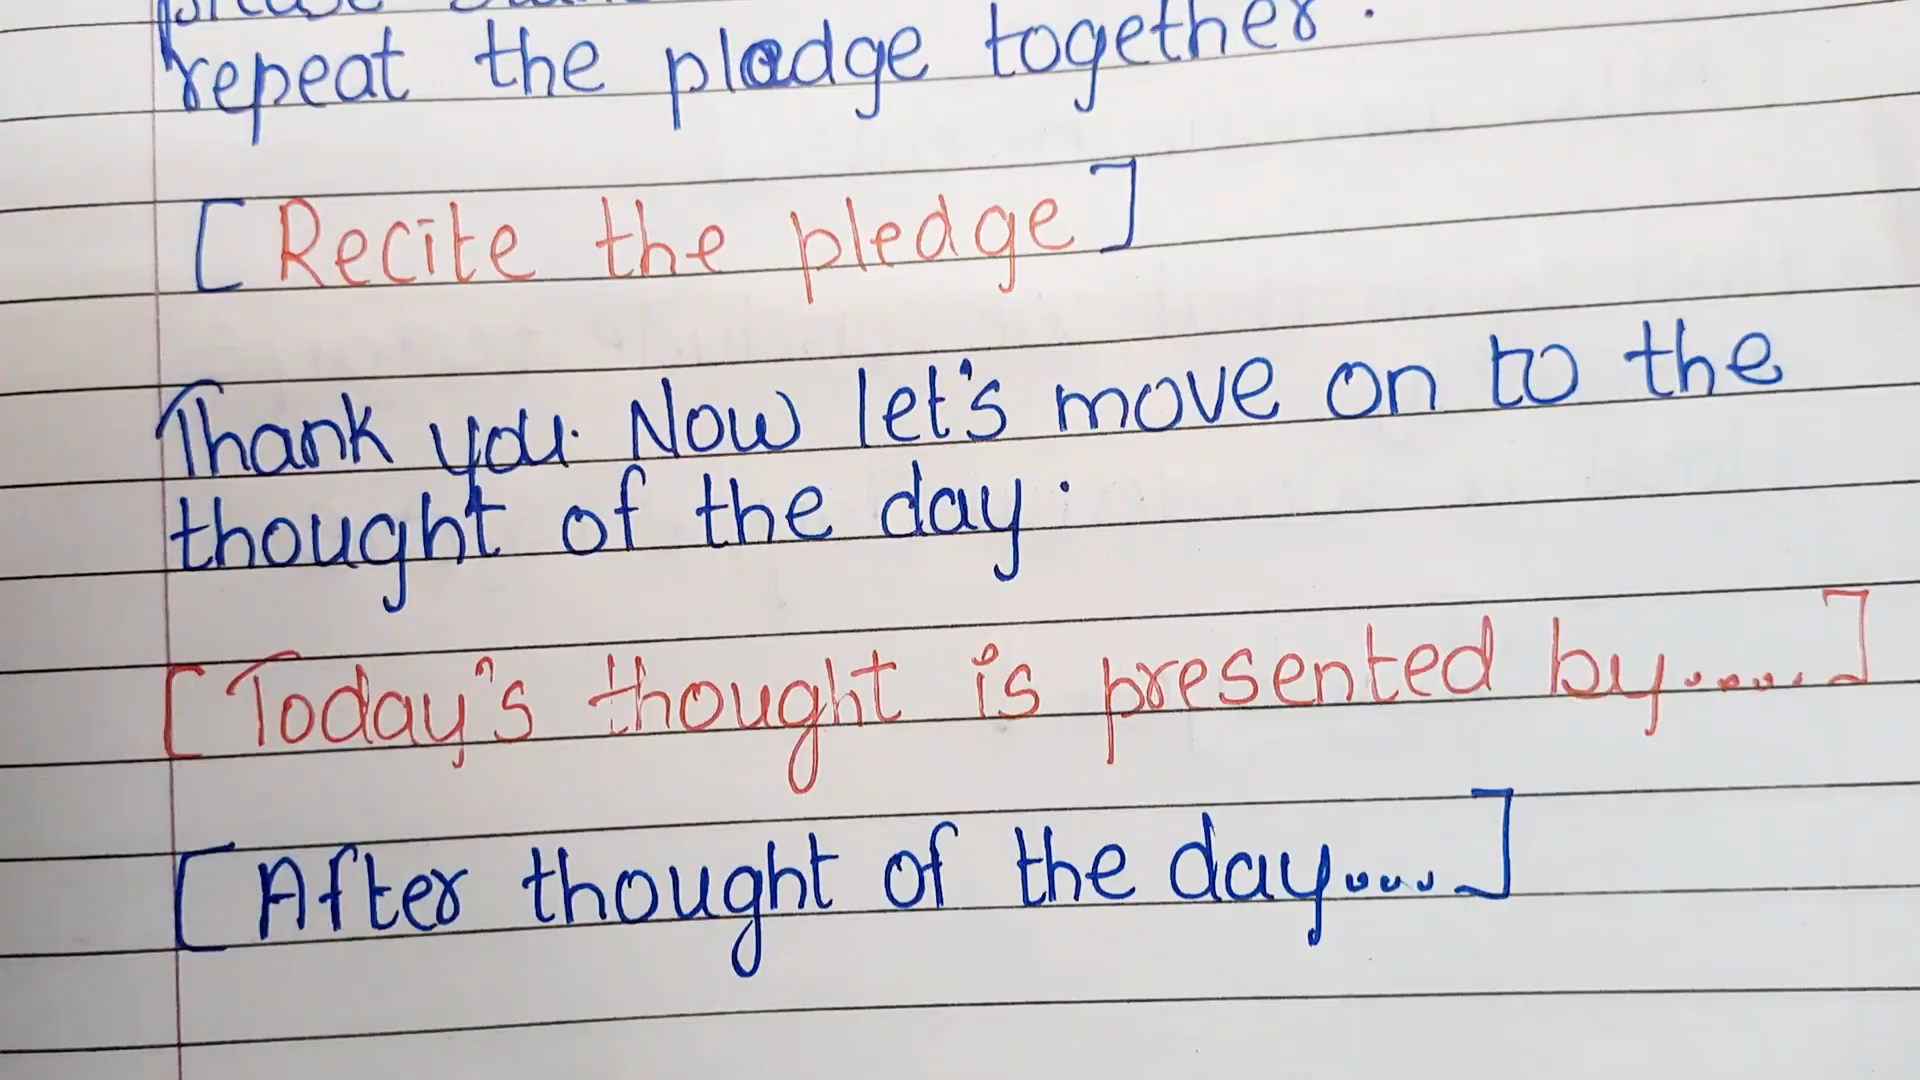 repeat the pledge together.
[Recite the pledge]
Thank you. Now let's move on to the
thought of the day.
[Today's thought is presented by.....]
[After thought of the day....]